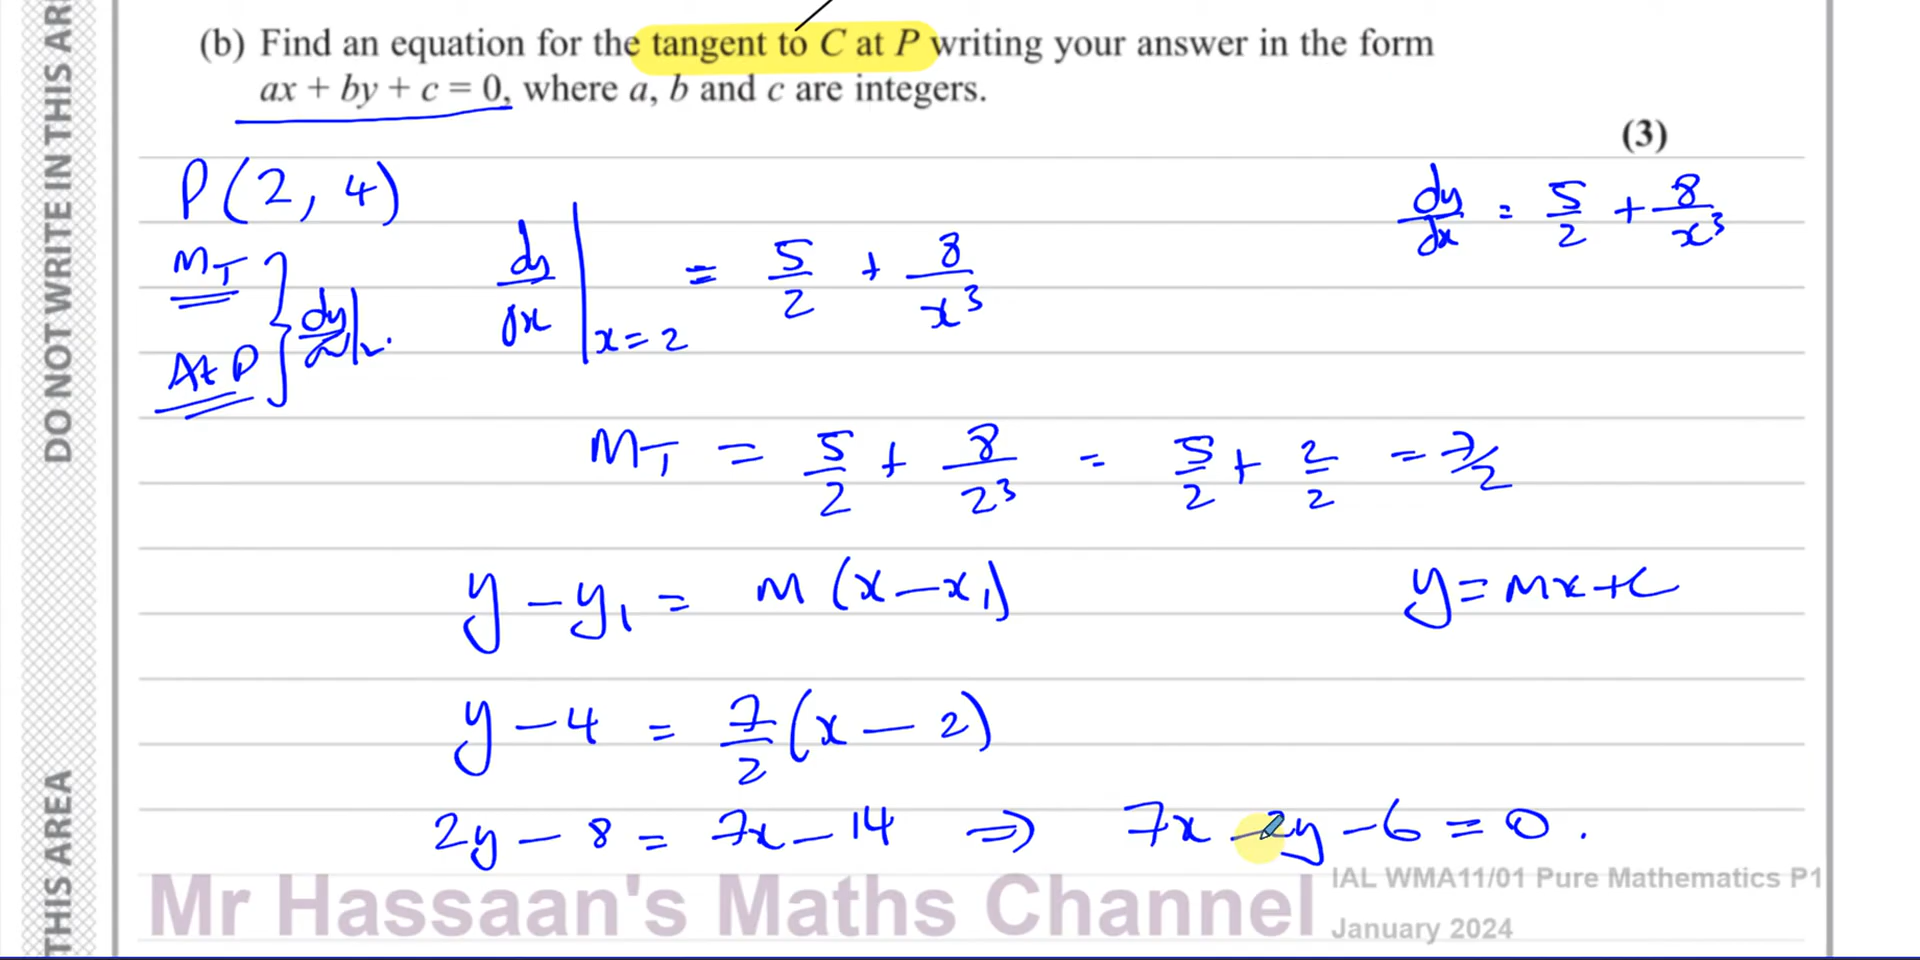 (b) Find an equation for the tangent to C at P writing your answer in the form
ax + by + c = 0, where a, b and c are integers.
(3)
P(2, 4)
dy/dx = 5/2 + 8/x³
M_T
At P } dy/dx|₂.
dy/dx|ₓ₌₂ = 5/2 + 8/x³
M_T = 5/2 + 8/2³ = 5/2 + 2/2 = 7/2
y - y₁ = m(x - x₁)
y = mx + c
y - 4 = 7/2(x - 2)
2y - 8 = 7x - 14 ⇒ 7x - 2y - 6 = 0.
Mr Hassaan's Maths Channel
IAL WMA11/01 Pure Mathematics P1
January 2024
DO NOT WRITE IN THIS AR
THIS AREA